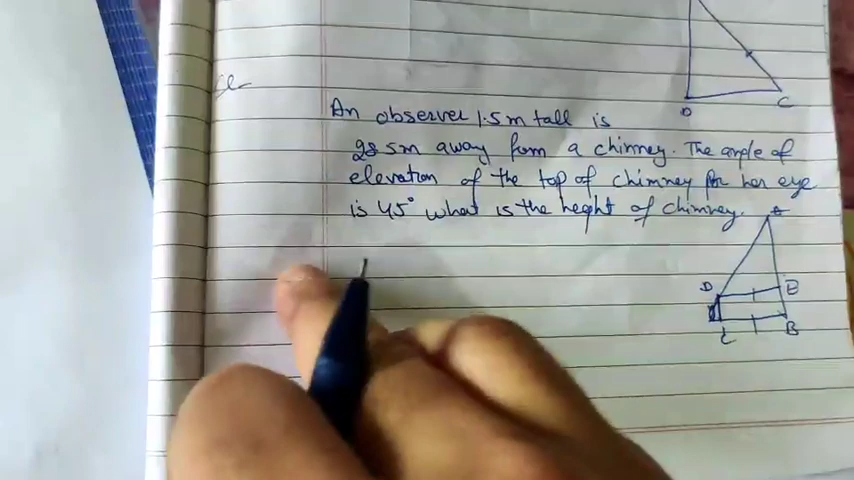 D
C
An observer 1.5m tall is
28 5m away from a chimney. The angle of
elevation of the top of chimney for her eye
is 45° what is the height of chimney.
A
D
E
C
B